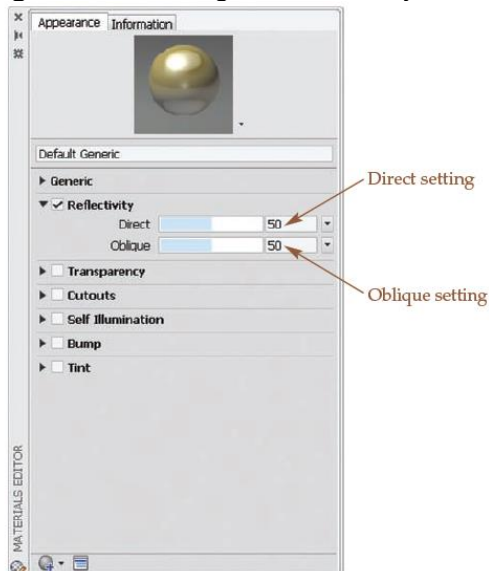 Appearance Information
Default Generic
Generic
Direct setting
Reflectivity
Direct 50
Oblique 50
Transparency
Oblique setting
Cutouts
Self Illumination
Bump
Tint
MATERIALS EDITOR